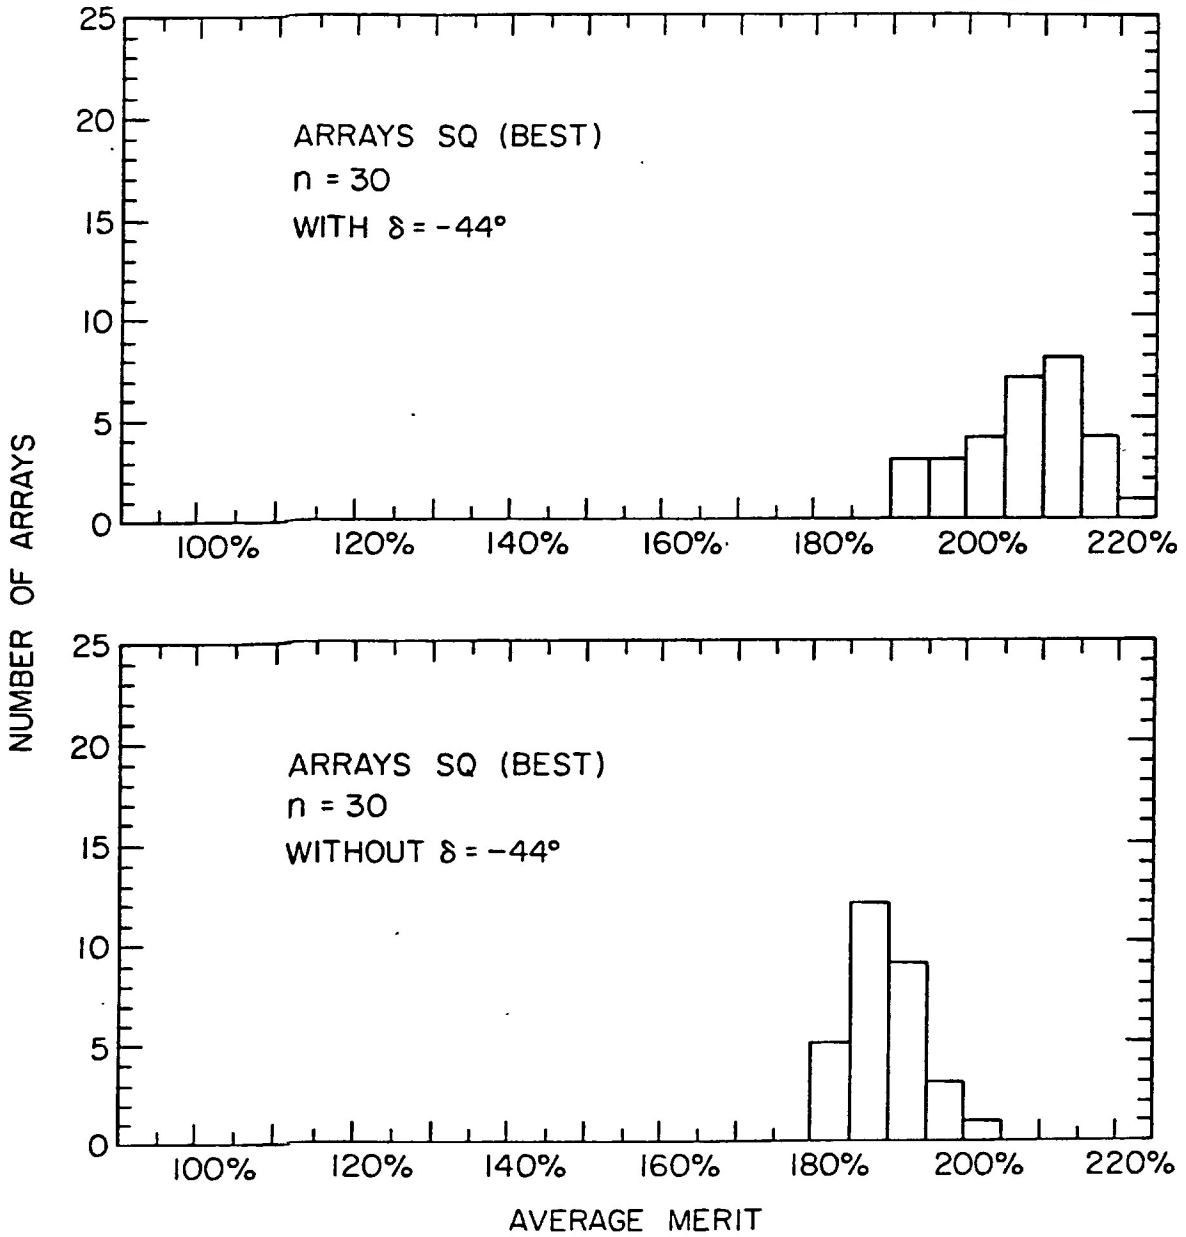 25
20
15
10
5
0
ARRAYS SQ (BEST)
n = 30
WITH δ = -44°
100% 120% 140% 160% 180% 200% 220%
NUMBER OF ARRAYS
25
20
15
10
5
0
ARRAYS SQ (BEST)
n = 30
WITHOUT δ = -44°
100% 120% 140% 160% 180% 200% 220%
AVERAGE MERIT